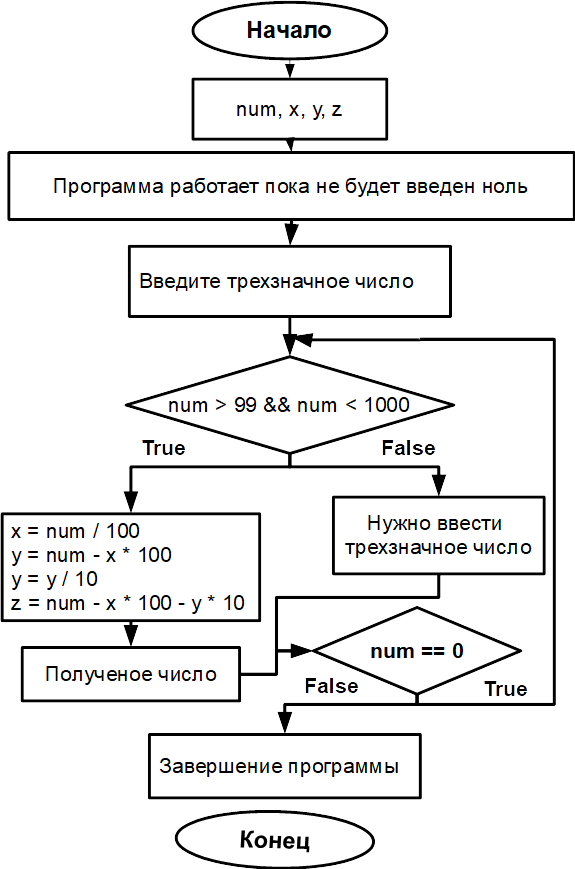 Начало
num, x, y, z
Программа работает пока не будет введен ноль
Введите трехзначное число
num > 99 && num < 1000
True
False
x = num / 100
y = num - x * 100
y = y / 10
z = num - x * 100 - y * 10
Нужно ввести
трехзначное число
Полученое число
num == 0
False
True
Завершение программы
Конец